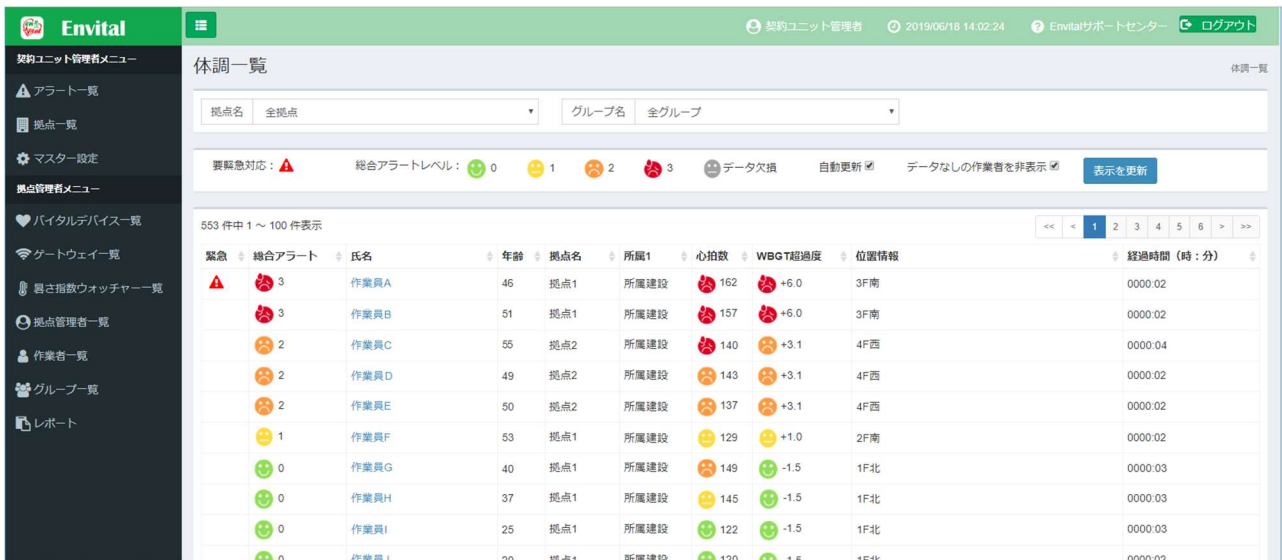 Envital
契約ユニット管理者 2019/06/18 14:02:24 Envitalサポートセンター ログアウト
契約ユニット管理者メニュー
アラート一覧
拠点一覧
マスター設定
拠点管理者メニュー
バイタルデバイス一覧
ゲートウェイ一覧
暑さ指数ウォッチャー一覧
拠点管理者一覧
作業者一覧
グループ一覧
レポート
体調一覧 体調一覧
拠点名 全拠点 グループ名 全グループ
要緊急対応： 総合アラートレベル： 0 1 2 3 データ欠損 自動更新 データなしの作業者を非表示 表示を更新
553 件中 1 ～ 100 件表示 << < 1 2 3 4 5 6 > >>
緊急 総合アラート 氏名 年齢 拠点名 所属1 心拍数 WBGT超過度 位置情報 経過時間（時：分）
3 作業員A 46 拠点1 所属建設 162 +6.0 3F南 0000:02
3 作業員B 51 拠点1 所属建設 157 +6.0 3F南 0000:02
2 作業員C 55 拠点2 所属建設 140 +3.1 4F西 0000:04
2 作業員D 49 拠点2 所属建設 143 +3.1 4F西 0000:02
2 作業員E 50 拠点2 所属建設 137 +3.1 4F西 0000:02
1 作業員F 53 拠点1 所属建設 129 +1.0 2F南 0000:02
0 作業員G 40 拠点1 所属建設 149 -1.5 1F北 0000:03
0 作業員H 37 拠点1 所属建設 145 -1.5 1F北 0000:03
0 作業員I 25 拠点1 所属建設 122 -1.5 1F北 0000:03